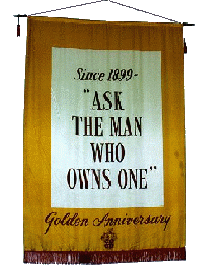 Since 1899-
"ASK
THE MAN
WHO
OWNS ONE"
Golden Anniversary